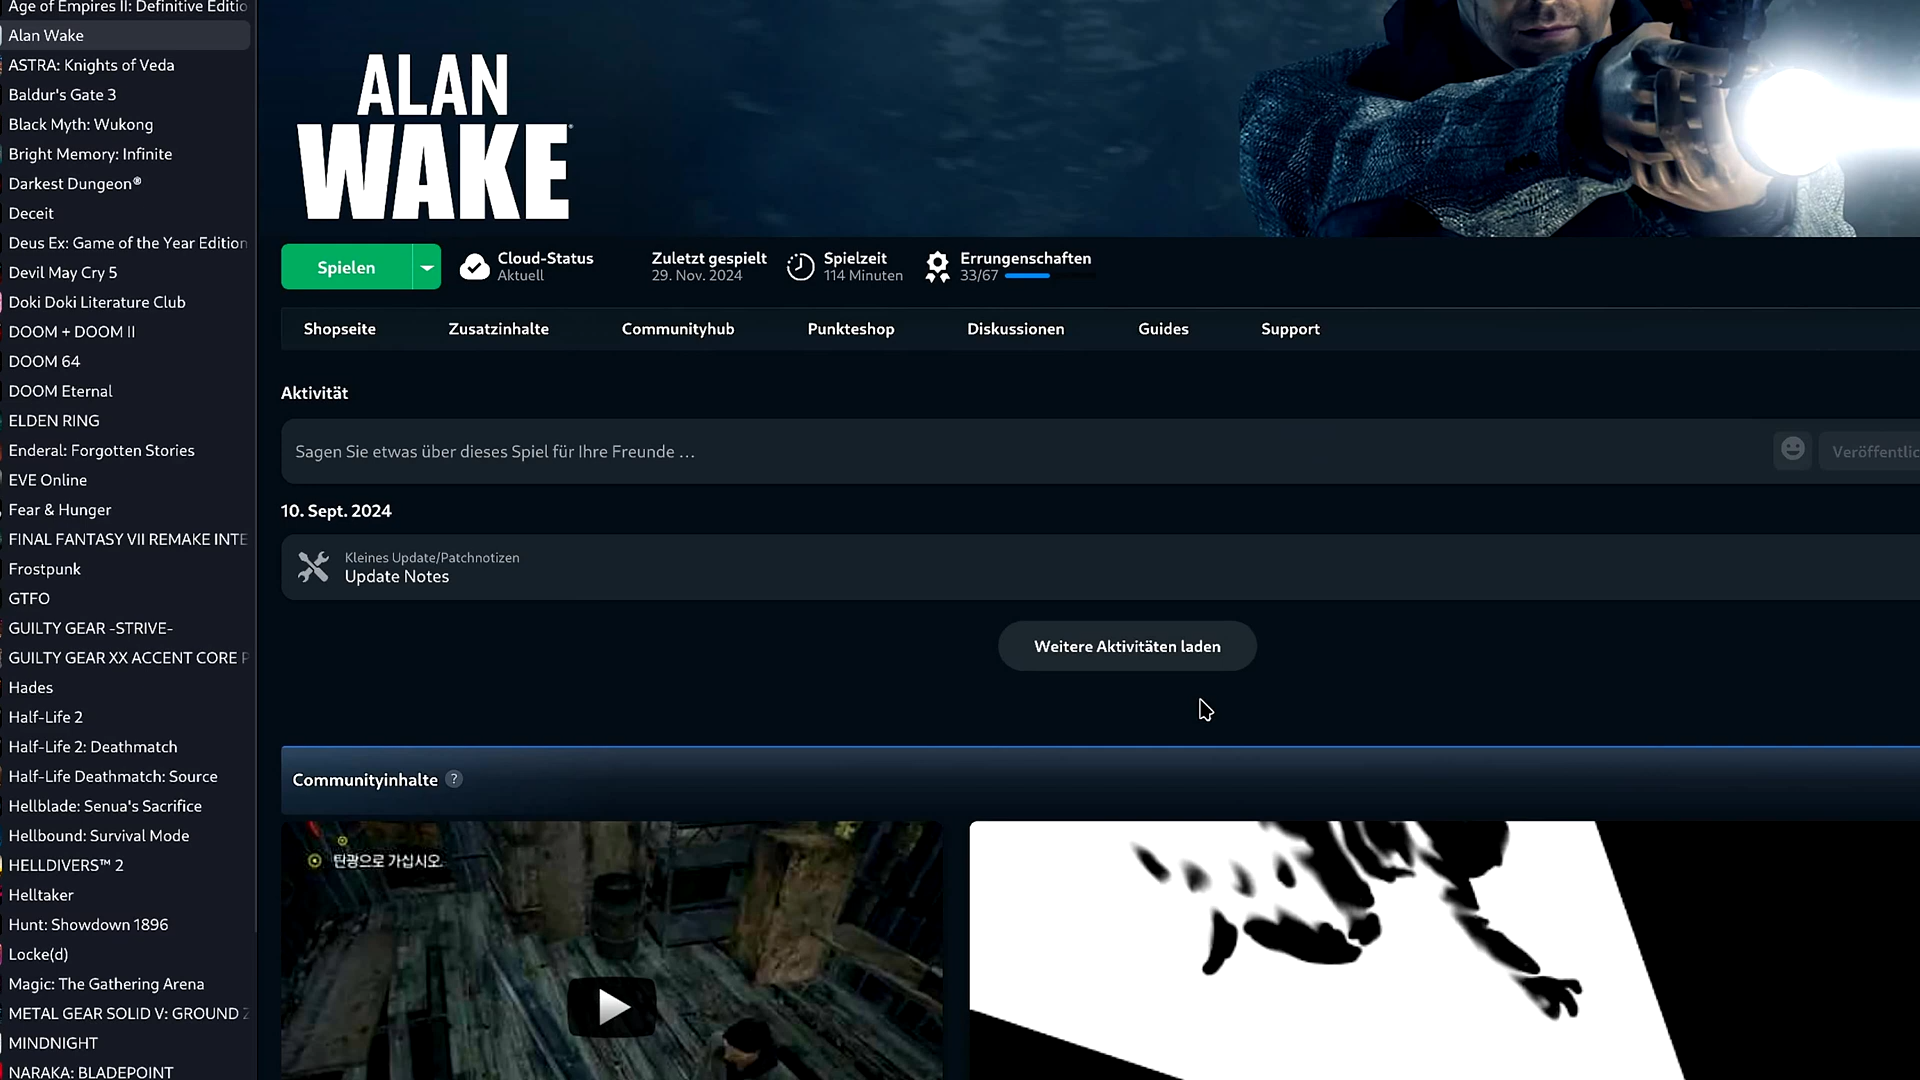 Age of Empires II: Definitive Editio
Alan Wake
ASTRA: Knights of Veda
Baldur's Gate 3
Black Myth: Wukong
Bright Memory: Infinite
Darkest Dungeon®
Deceit
Deus Ex: Game of the Year Edition
Devil May Cry 5
Doki Doki Literature Club
DOOM + DOOM II
DOOM 64
DOOM Eternal
ELDEN RING
Enderal: Forgotten Stories
EVE Online
Fear & Hunger
FINAL FANTASY VII REMAKE INTE
Frostpunk
GTFO
GUILTY GEAR -STRIVE-
GUILTY GEAR XX ACCENT CORE P
Hades
Half-Life 2
Half-Life 2: Deathmatch
Half-Life Deathmatch: Source
Hellblade: Senua's Sacrifice
Hellbound: Survival Mode
HELLDIVERS™ 2
Helltaker
Hunt: Showdown 1896
Locke(d)
Magic: The Gathering Arena
METAL GEAR SOLID V: GROUND Z
MINDNIGHT
NARAKA: BLADEPOINT
ALAN
WAKE
Spielen
Cloud-Status
Aktuell
Zuletzt gespielt
29. Nov. 2024
Spielzeit
114 Minuten
Errungenschaften
33/67
Shopseite Zusatzinhalte Communityhub Punkteshop Diskussionen Guides Support
Aktivität
Sagen Sie etwas über dieses Spiel für Ihre Freunde …
Veröffentlic
10. Sept. 2024
Kleines Update/Patchnotizen
Update Notes
Weitere Aktivitäten laden
Communityinhalte ?
탄광으로 가십시오.